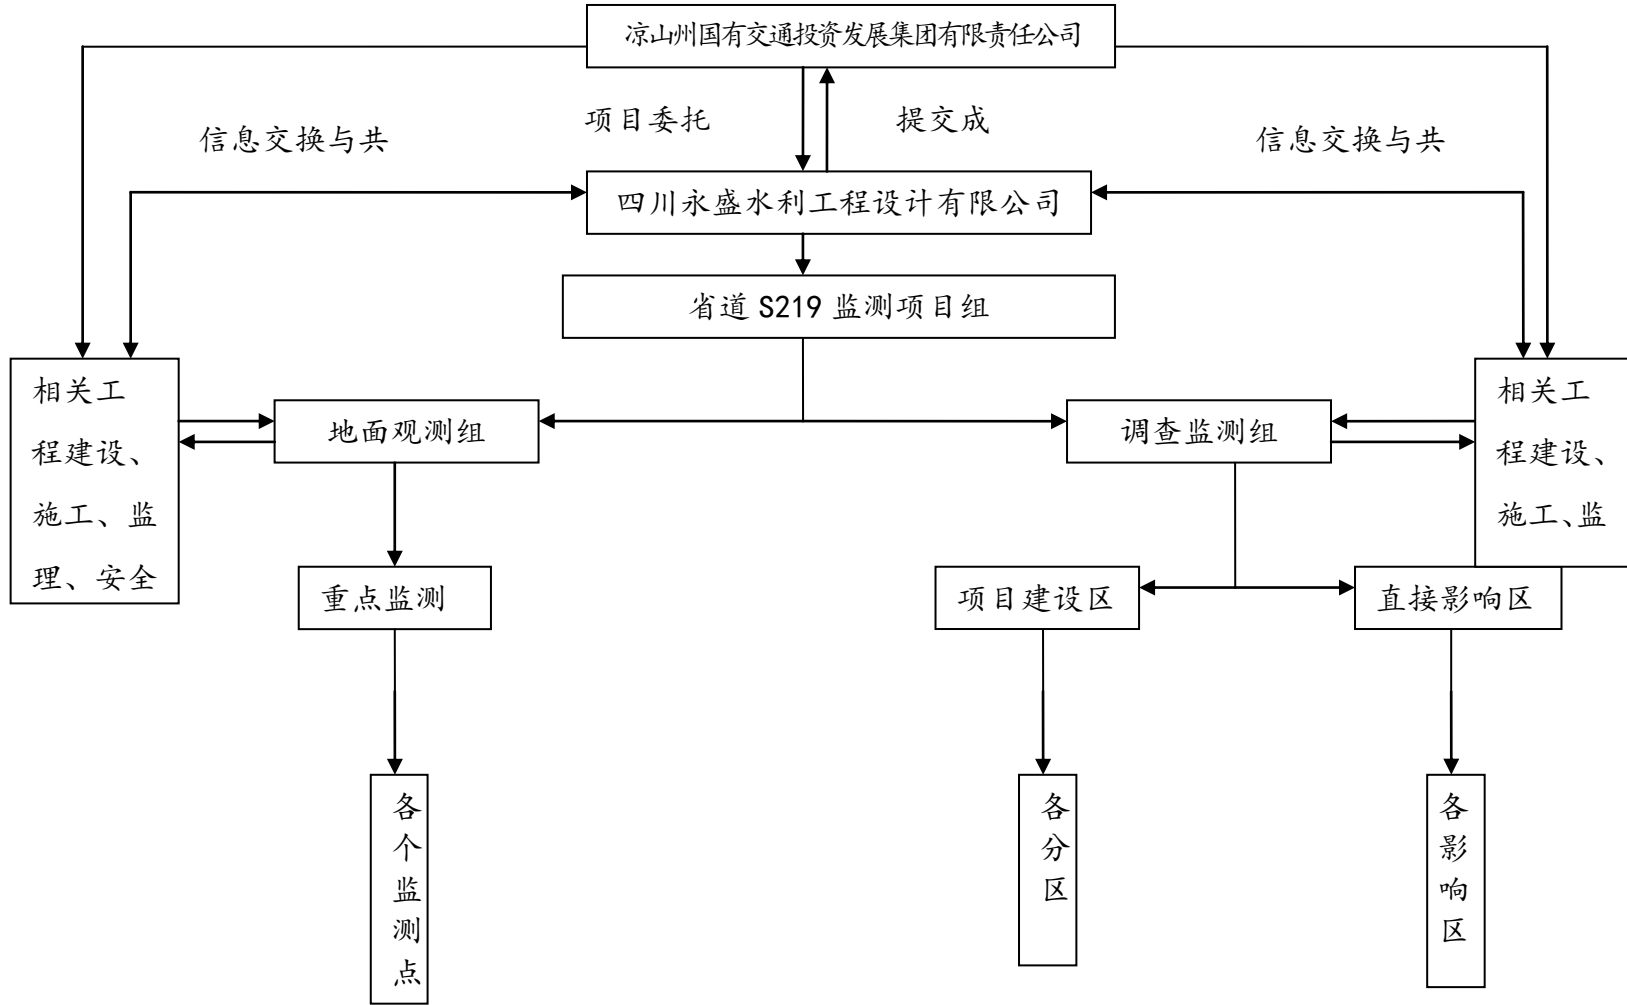 凉山州国有交通投资发展集团有限责任公司
项目委托
提交成
信息交换与共
信息交换与共
四川永盛水利工程设计有限公司
省道 S219 监测项目组
相关工
程建设、
施工、监
理、安全
地面观测组
调查监测组
相关工
程建设、
施工、监
重点监测
项目建设区
直接影响区
各个监测点
各分区
各影响区